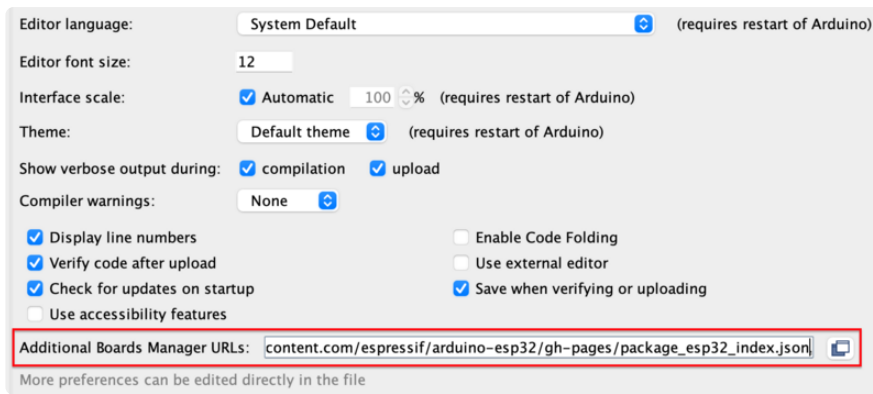 Editor language: System Default (requires restart of Arduino)
Editor font size: 12
Interface scale: Automatic 100 % (requires restart of Arduino)
Theme: Default theme (requires restart of Arduino)
Show verbose output during: compilation upload
Compiler warnings: None
Display line numbers Enable Code Folding
Verify code after upload Use external editor
Check for updates on startup Save when verifying or uploading
Use accessibility features
Additional Boards Manager URLs: content.com/espressif/arduino-esp32/gh-pages/package_esp32_index.json
More preferences can be edited directly in the file